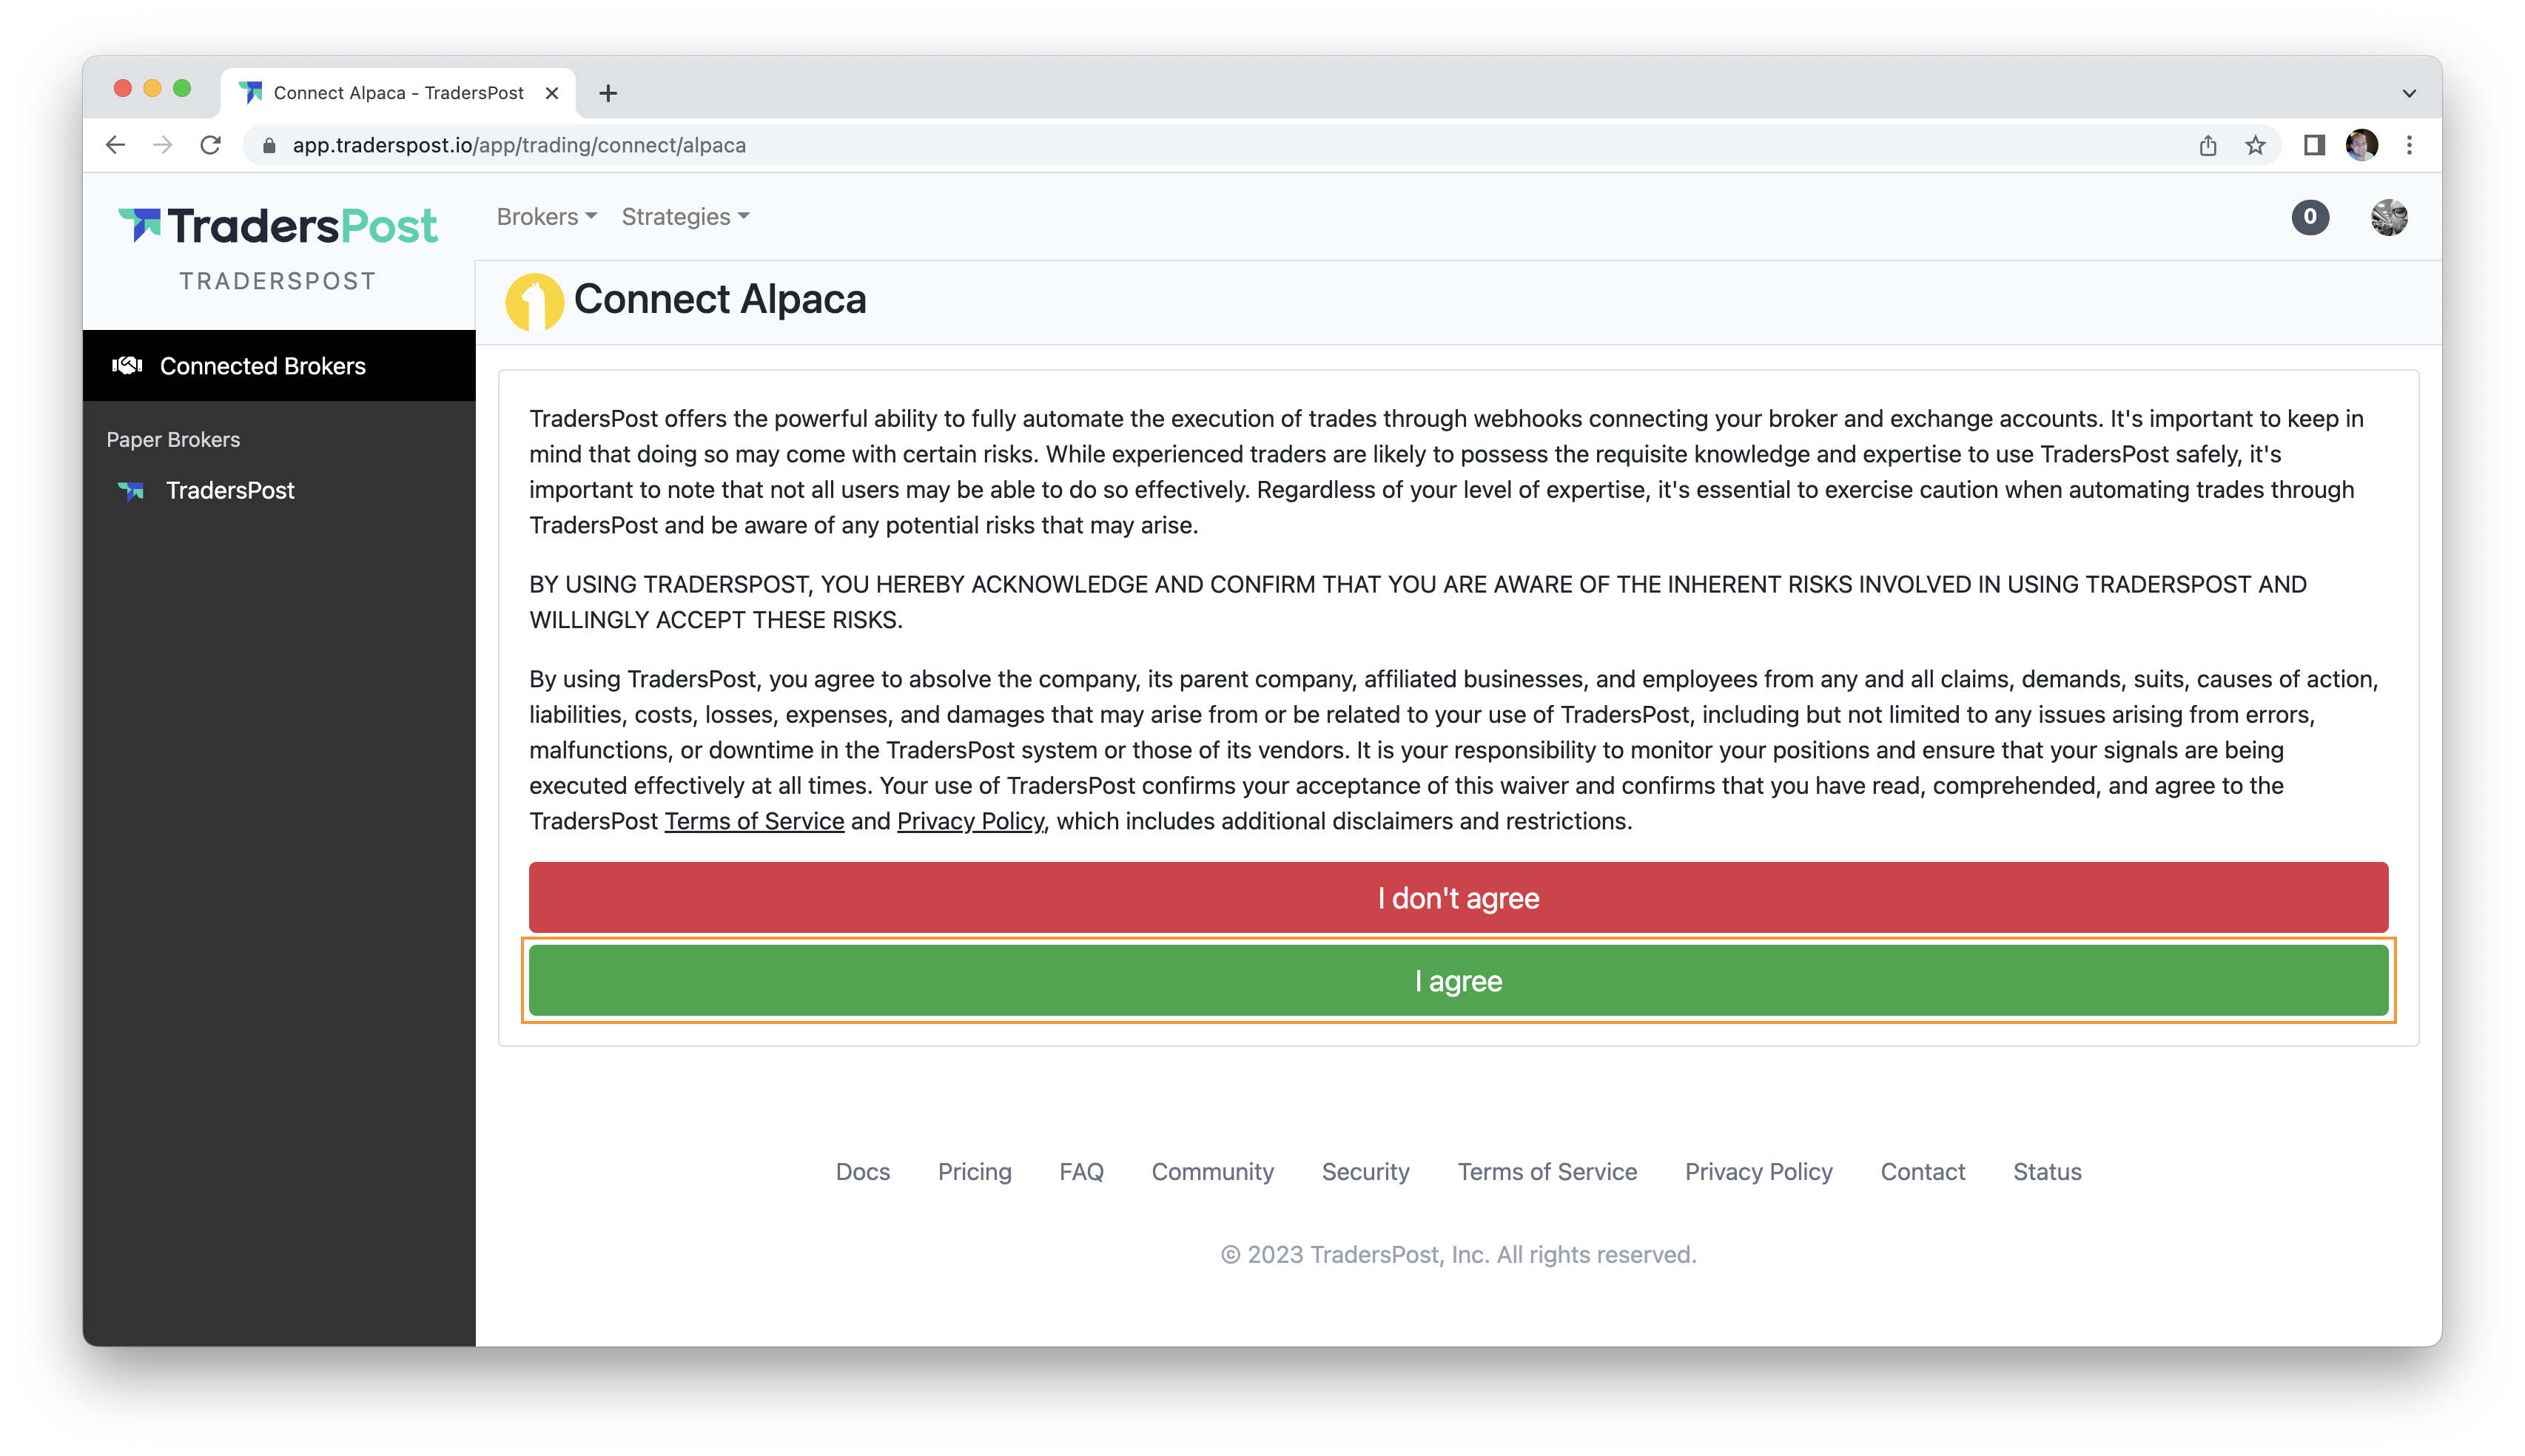 Connect Alpaca - TradersPost
app.traderspost.io/app/trading/connect/alpaca
TradersPost
TRADERSPOST
Brokers
Strategies
0
Connect Alpaca
Connected Brokers
Paper Brokers
TradersPost
TradersPost offers the powerful ability to fully automate the execution of trades through webhooks connecting your broker and exchange accounts. It's important to keep in
mind that doing so may come with certain risks. While experienced traders are likely to possess the requisite knowledge and expertise to use TradersPost safely, it's
important to note that not all users may be able to do so effectively. Regardless of your level of expertise, it's essential to exercise caution when automating trades through
TradersPost and be aware of any potential risks that may arise.
BY USING TRADERSPOST, YOU HEREBY ACKNOWLEDGE AND CONFIRM THAT YOU ARE AWARE OF THE INHERENT RISKS INVOLVED IN USING TRADERSPOST AND
WILLINGLY ACCEPT THESE RISKS.
By using TradersPost, you agree to absolve the company, its parent company, affiliated businesses, and employees from any and all claims, demands, suits, causes of action,
liabilities, costs, losses, expenses, and damages that may arise from or be related to your use of TradersPost, including but not limited to any issues arising from errors,
malfunctions, or downtime in the TradersPost system or those of its vendors. It is your responsibility to monitor your positions and ensure that your signals are being
executed effectively at all times. Your use of TradersPost confirms your acceptance of this waiver and confirms that you have read, comprehended, and agree to the
TradersPost Terms of Service and Privacy Policy, which includes additional disclaimers and restrictions.
I don't agree
I agree
Docs Pricing FAQ Community Security Terms of Service Privacy Policy Contact Status
© 2023 TradersPost, Inc. All rights reserved.